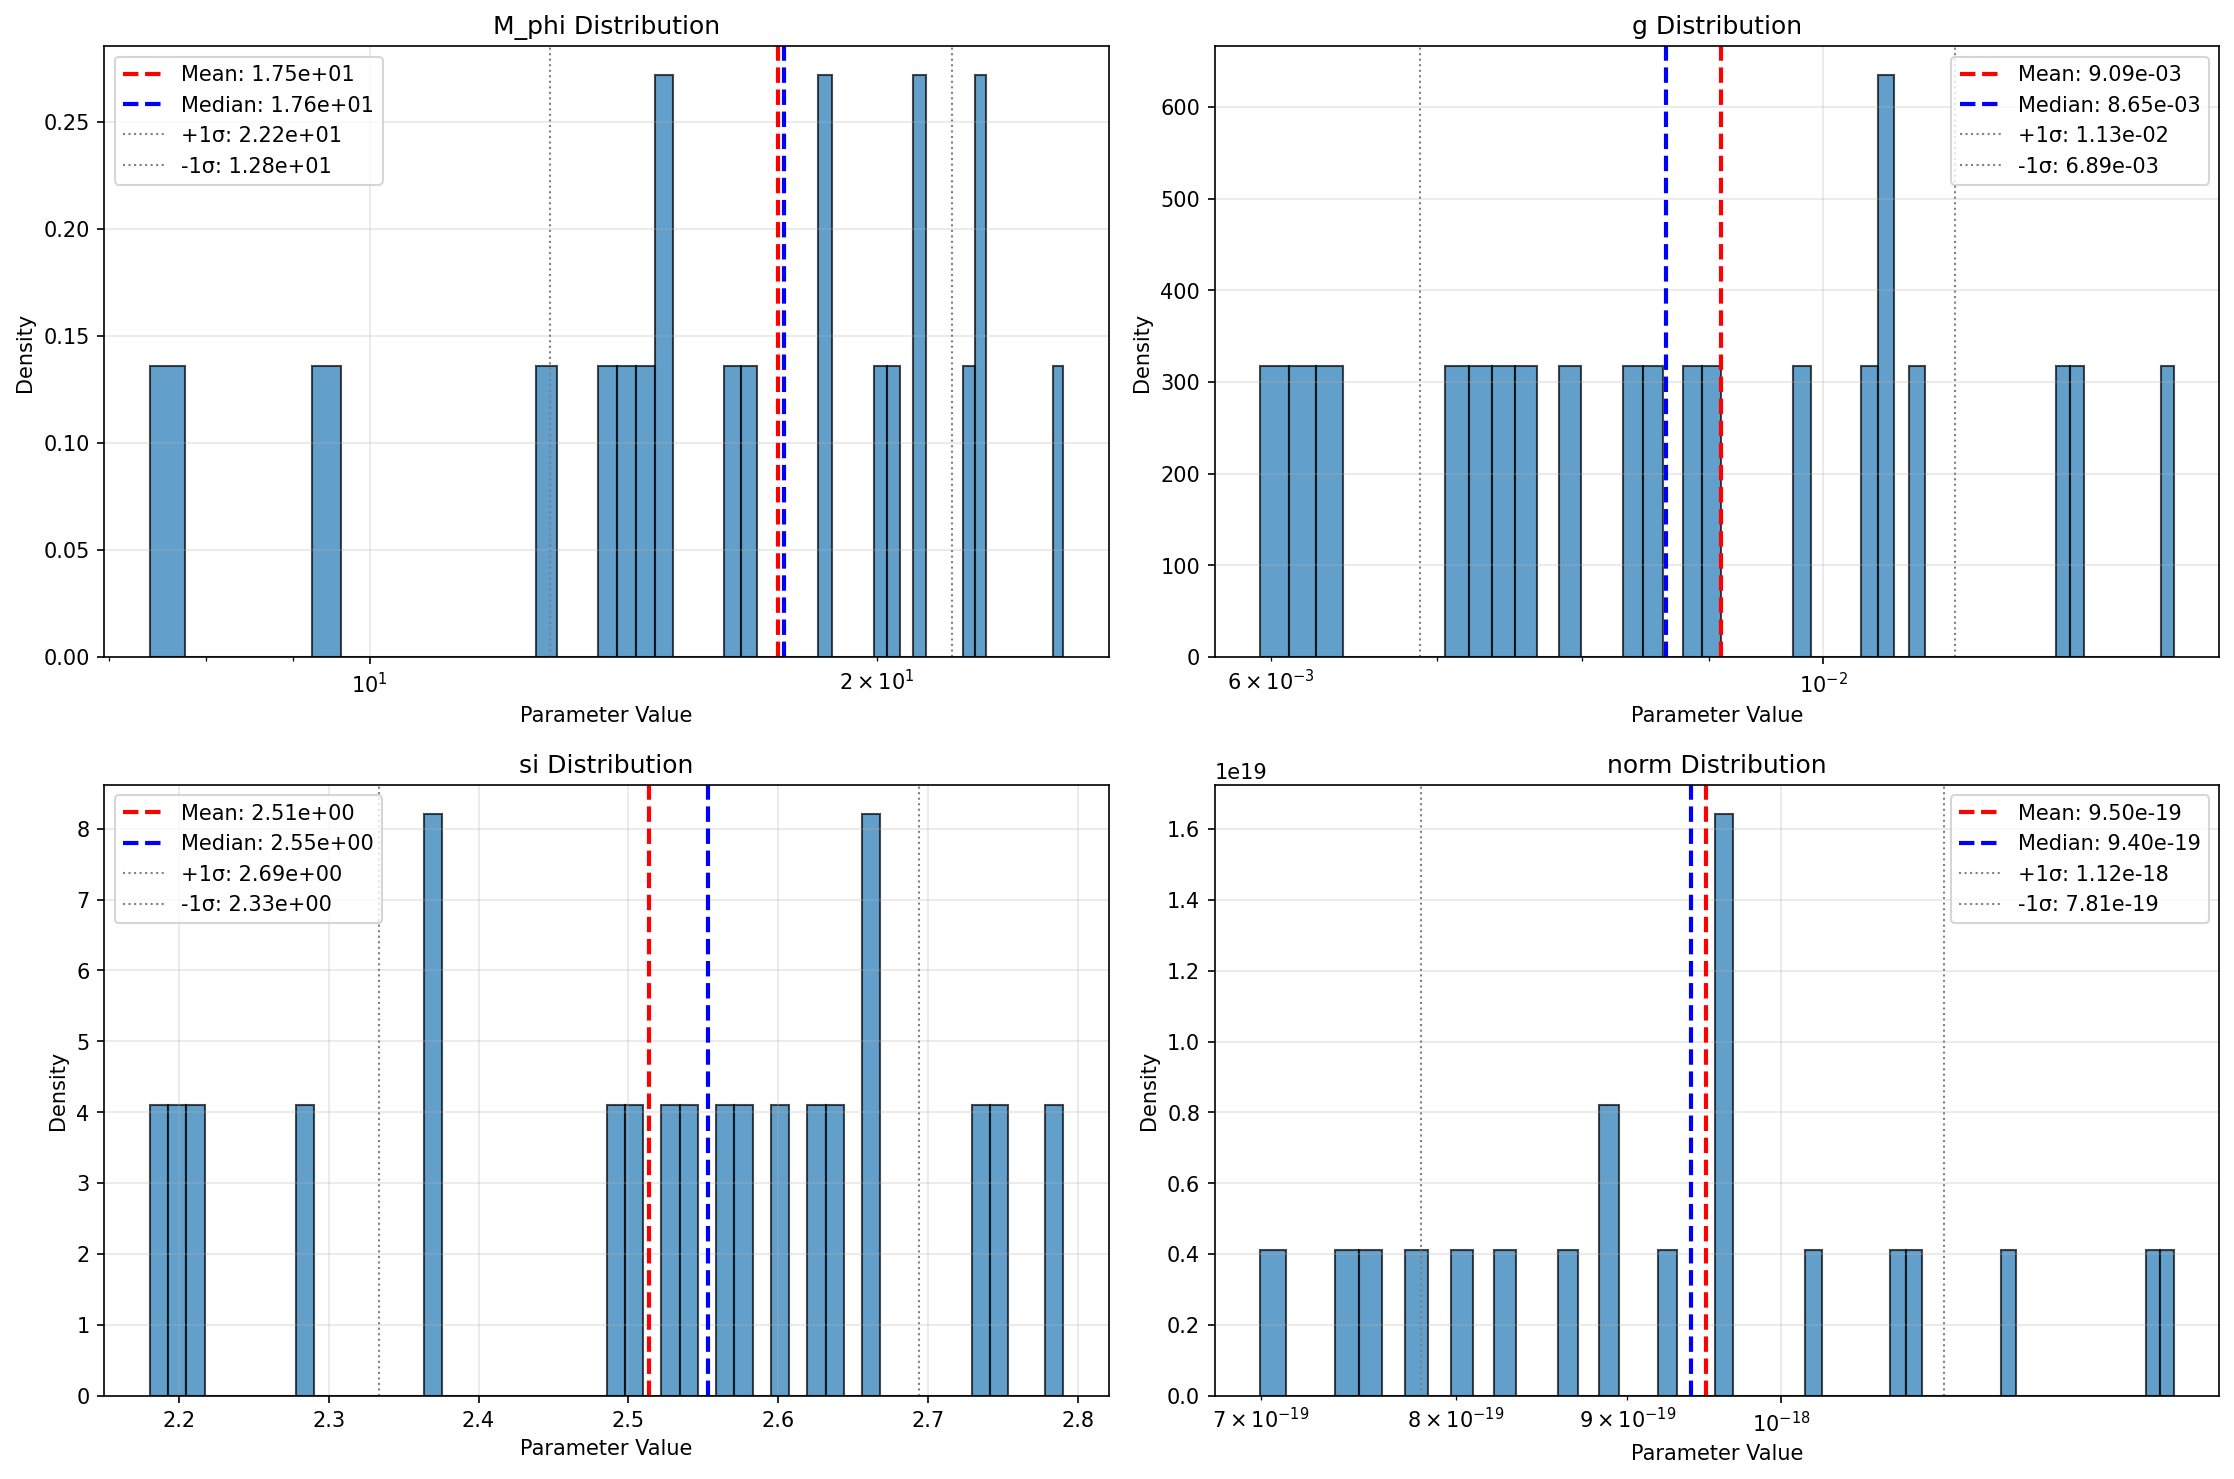 M_phi Distribution
Mean: 1.75e+01
Median: 1.76e+01
+1σ: 2.22e+01
-1σ: 1.28e+01
Density
0.25
0.20
0.15
0.10
0.05
0.00
10¹
2 × 10¹
Parameter Value
g Distribution
Mean: 9.09e-03
Median: 8.65e-03
+1σ: 1.13e-02
-1σ: 6.89e-03
Density
600
500
400
300
200
100
0
6 × 10⁻³
10⁻²
Parameter Value
si Distribution
Mean: 2.51e+00
Median: 2.55e+00
+1σ: 2.69e+00
-1σ: 2.33e+00
Density
8
7
6
5
4
3
2
1
0
2.2
2.3
2.4
2.5
2.6
2.7
2.8
Parameter Value
norm Distribution
1e19
Mean: 9.50e-19
Median: 9.40e-19
+1σ: 1.12e-18
-1σ: 7.81e-19
Density
1.6
1.4
1.2
1.0
0.8
0.6
0.4
0.2
0.0
7 × 10⁻¹⁹
8 × 10⁻¹⁹
9 × 10⁻¹⁹
10⁻¹⁸
Parameter Value